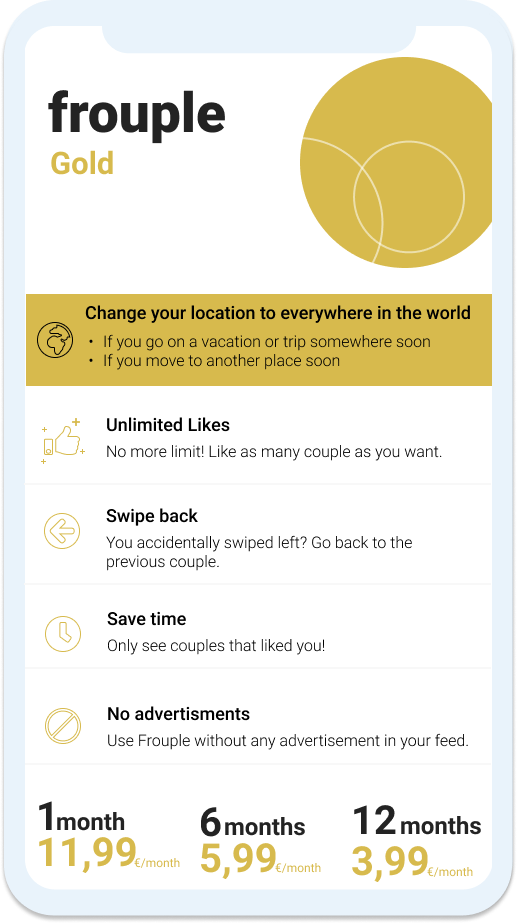 frouple
Gold
Change your location to everywhere in the world
• If you go on a vacation or trip somewhere soon
• If you move to another place soon
Unlimited Likes
No more limit! Like as many couple as you want.
Swipe back
You accidentally swiped left? Go back to the
previous couple.
Save time
Only see couples that liked you!
No advertisments
Use Frouple without any advertisement in your feed.
1 month
11,99 €/month
6 months
5,99 €/month
12 months
3,99 €/month